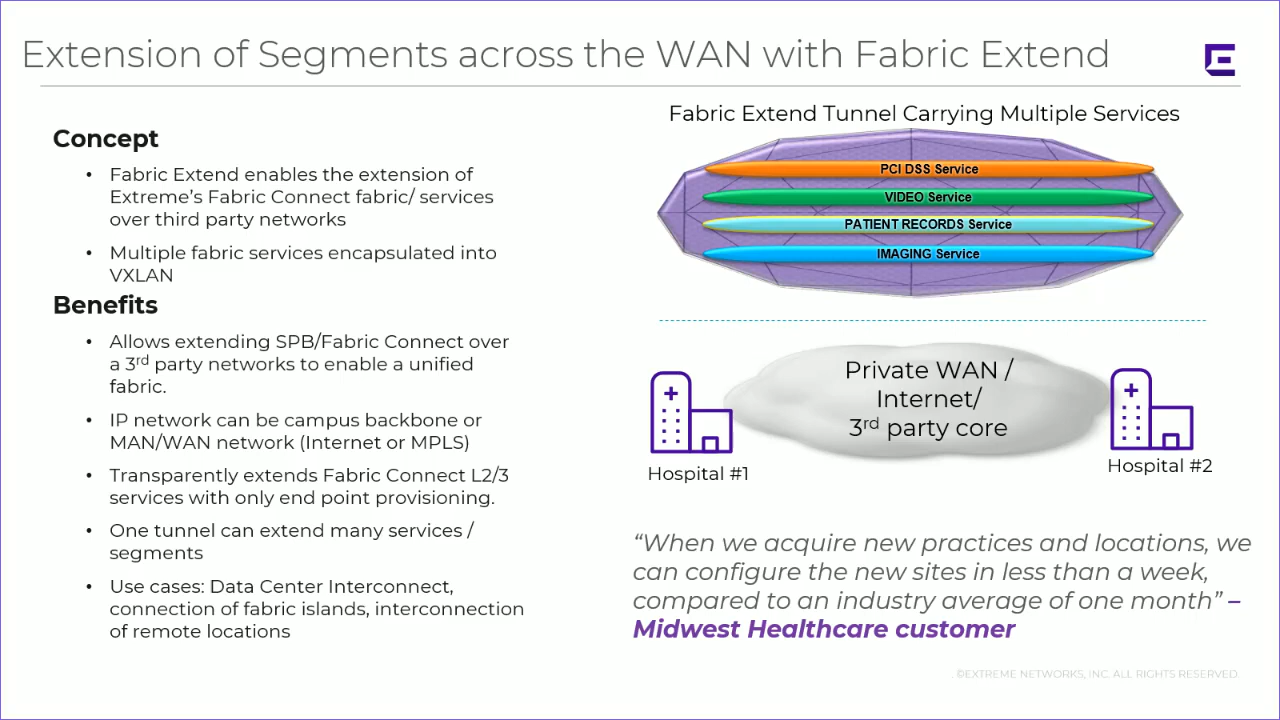 Extension of Segments across the WAN with Fabric Extend
Concept
• Fabric Extend enables the extension of
Extreme's Fabric Connect fabric/ services
over third party networks
• Multiple fabric services encapsulated into
VXLAN
Benefits
• Allows extending SPB/Fabric Connect over
a 3rd party networks to enable a unified
fabric.
• IP network can be campus backbone or
MAN/WAN network (Internet or MPLS)
• Transparently extends Fabric Connect L2/3
services with only end point provisioning.
• One tunnel can extend many services /
segments
• Use cases: Data Center Interconnect,
connection of fabric islands, interconnection
of remote locations
Fabric Extend Tunnel Carrying Multiple Services
PCI DSS Service
VIDEO Service
PATIENT RECORDS Service
IMAGING Service
Private WAN /
Internet/
3rd party core
Hospital #1
Hospital #2
“When we acquire new practices and locations, we
can configure the new sites in less than a week,
compared to an industry average of one month” –
Midwest Healthcare customer
. ©EXTREME NETWORKS, INC. ALL RIGHTS RESERVED.